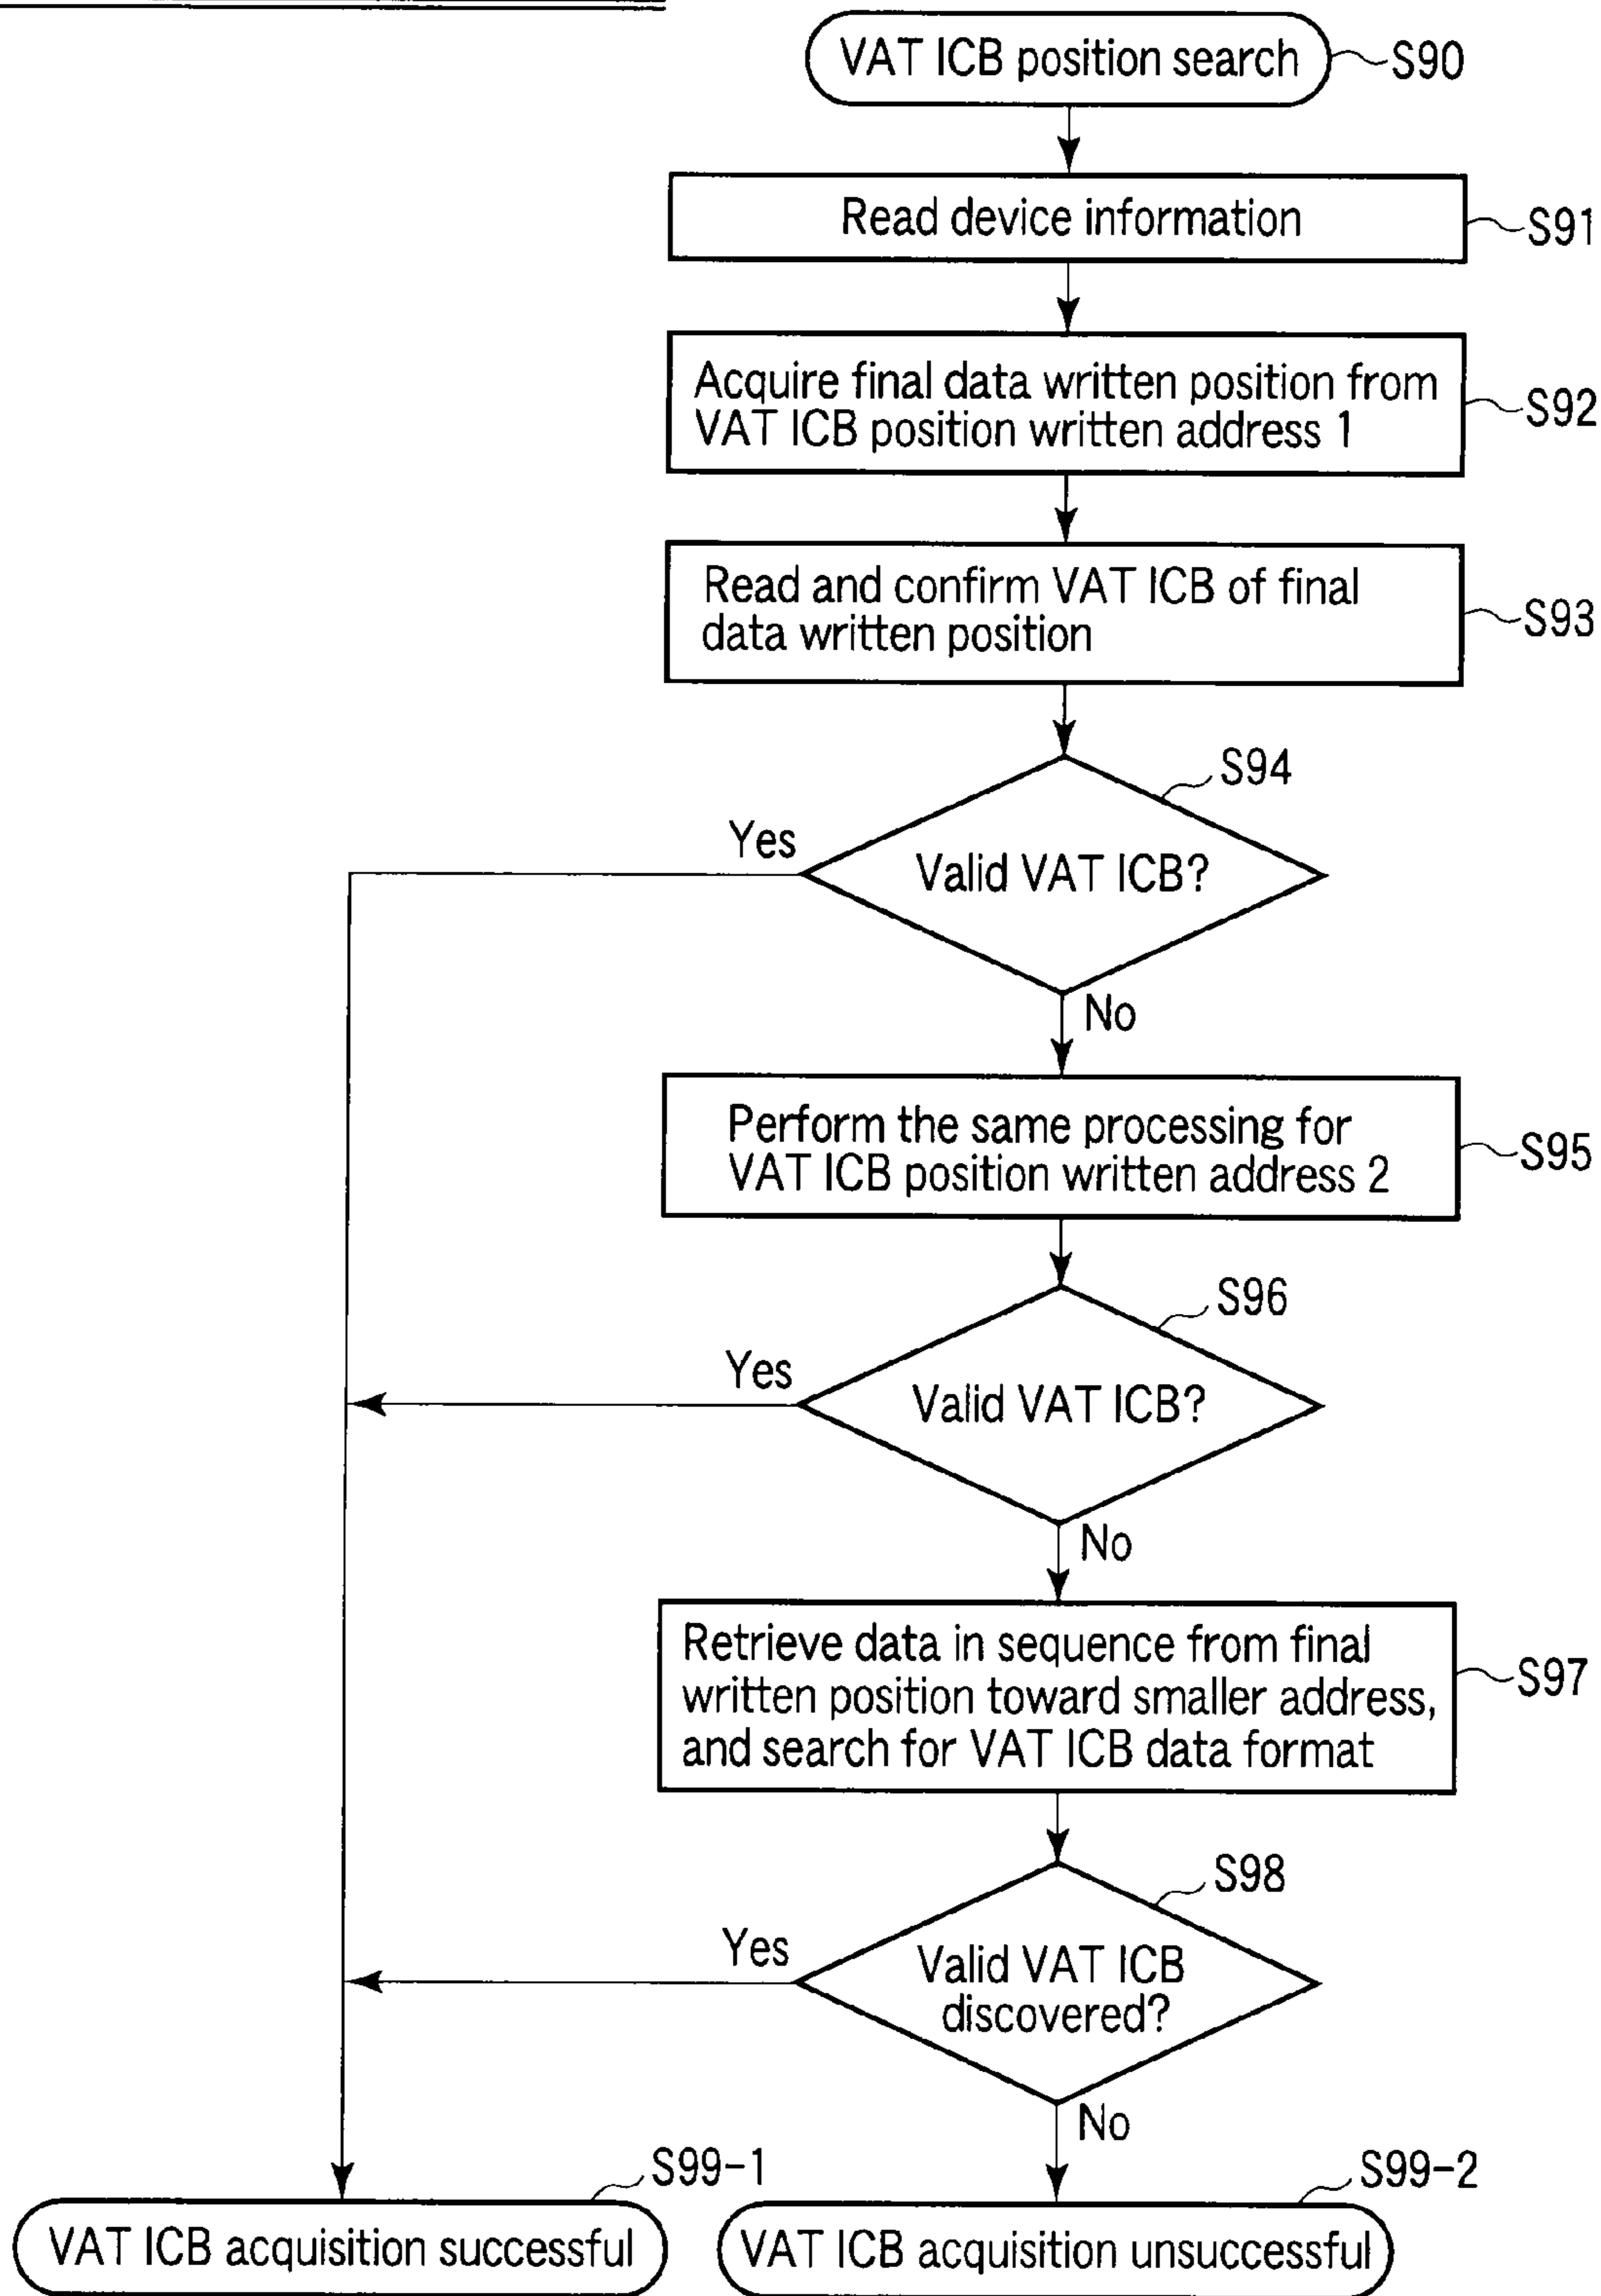 VAT ICB position search
S90
Read device information
S91
Acquire final data written position from
VAT ICB position written address 1
S92
Read and confirm VAT ICB of final
data written position
S93
S94
Yes
Valid VAT ICB?
No
Perform the same processing for
VAT ICB position written address 2
S95
S96
Yes
Valid VAT ICB?
No
Retrieve data in sequence from final
written position toward smaller address,
and search for VAT ICB data format
S97
S98
Yes
Valid VAT ICB
discovered?
No
S99-1
S99-2
VAT ICB acquisition successful
VAT ICB acquisition unsuccessful